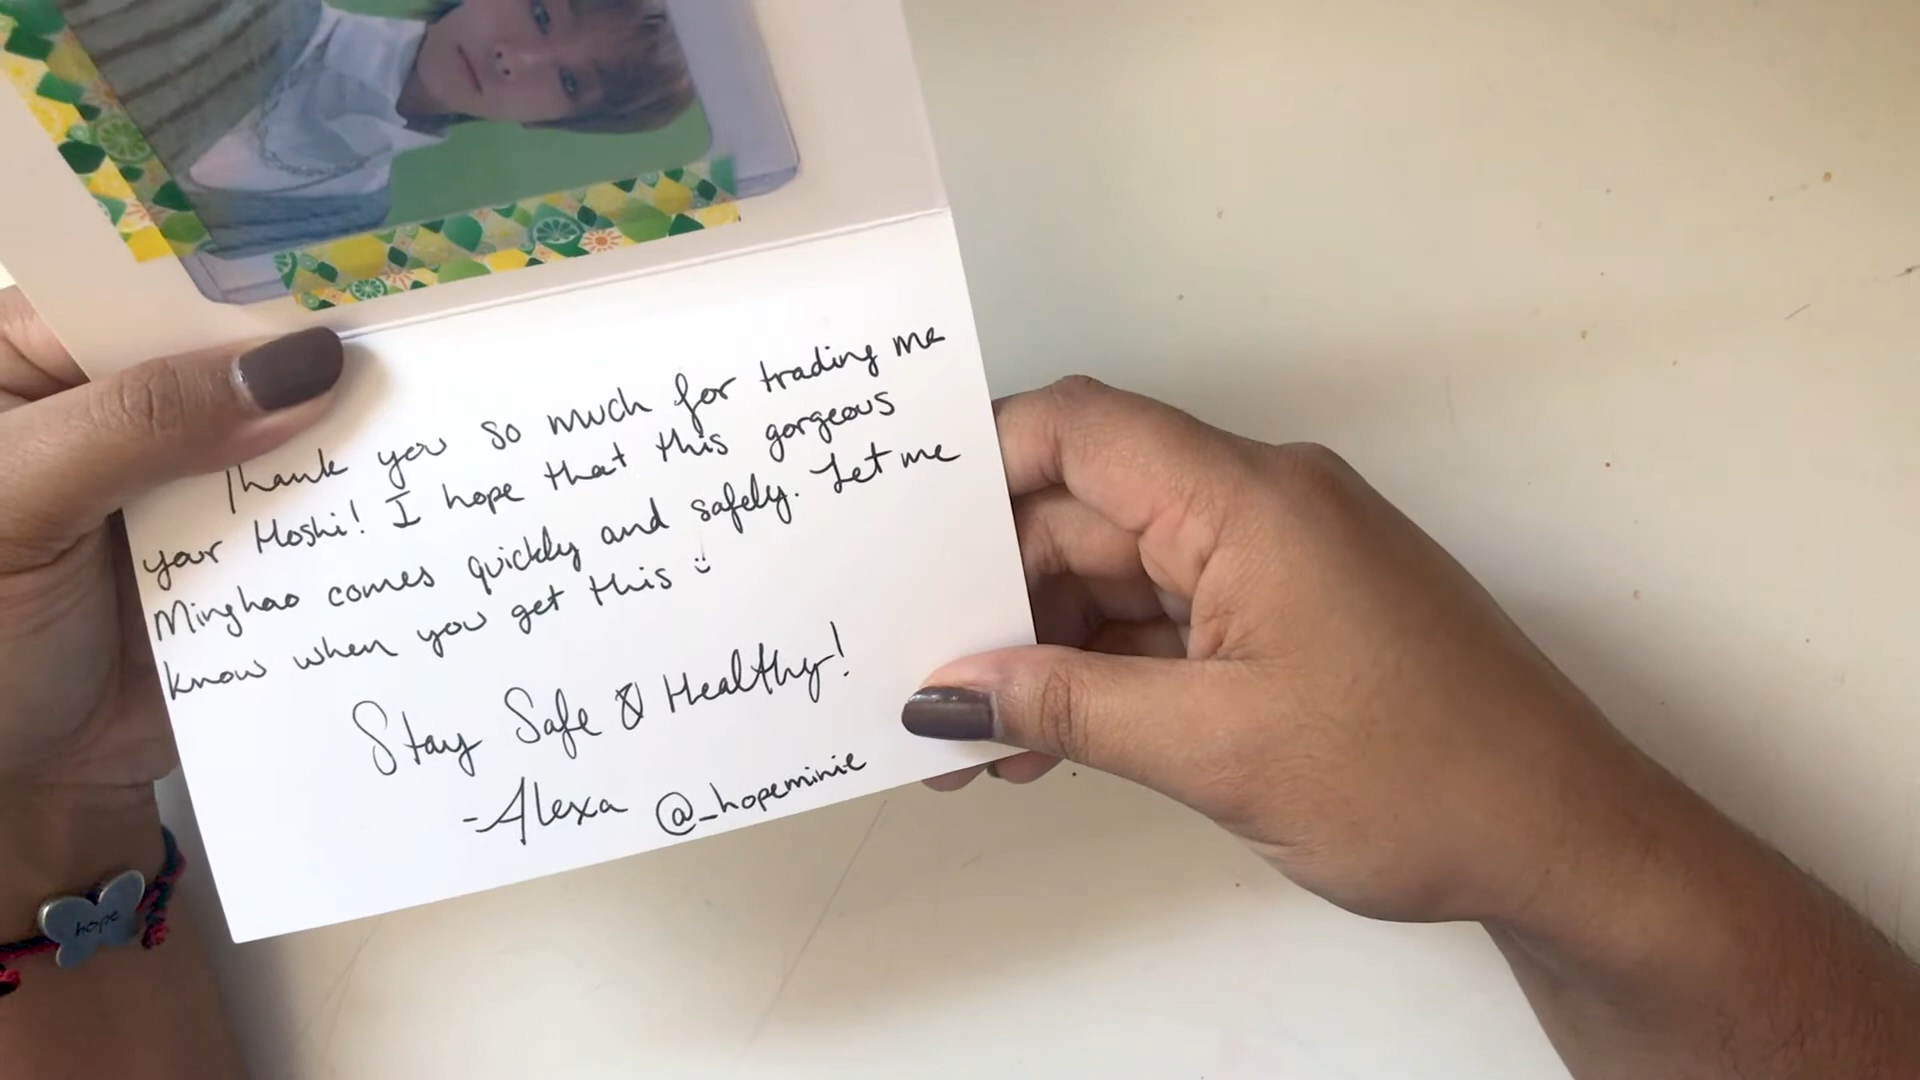 Thank you so much for trading me
your Hoshi! I hope that this gorgeous
Minghao comes quickly and safely. Let me
know when you get this :)
Stay Safe & Healthy!
-Alexa @_hopeminie
hope